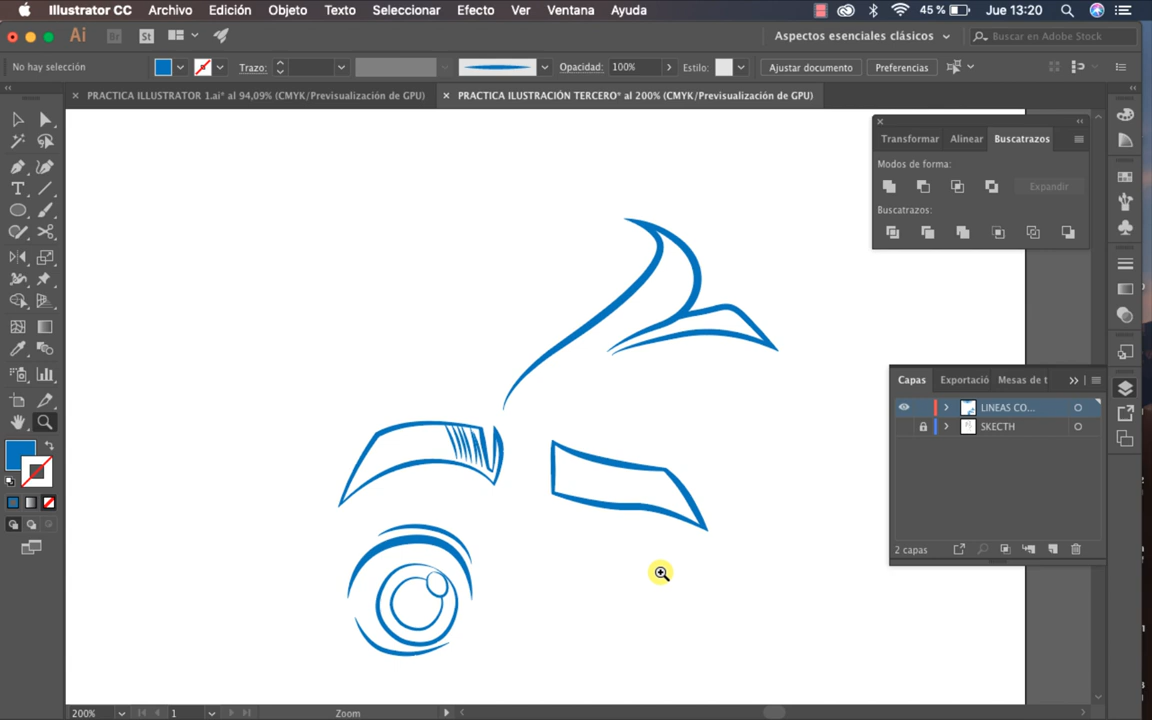 Illustrator CC Archivo Edición Objeto Texto Seleccionar Efecto Ver Ventana Ayuda 45 % Jue 13:20
Ai Br St Aspectos esenciales clásicos Buscar en Adobe Stock
No hay selección Trazo: Opacidad: 100% Estilo: Ajustar documento Preferencias
× PRACTICA ILLUSTRATOR 1.ai* al 94,09% (CMYK/Previsualización de GPU) × PRACTICA ILUSTRACIÓN TERCERO* al 200% (CMYK/Previsualización de GPU)
Transformar Alinear Buscatrazos
Modos de forma:
Expandir
Buscatrazos:
Capas Exportació Mesas de t
LINEAS CO...
SKECTH
2 capas
200% 1 Zoom